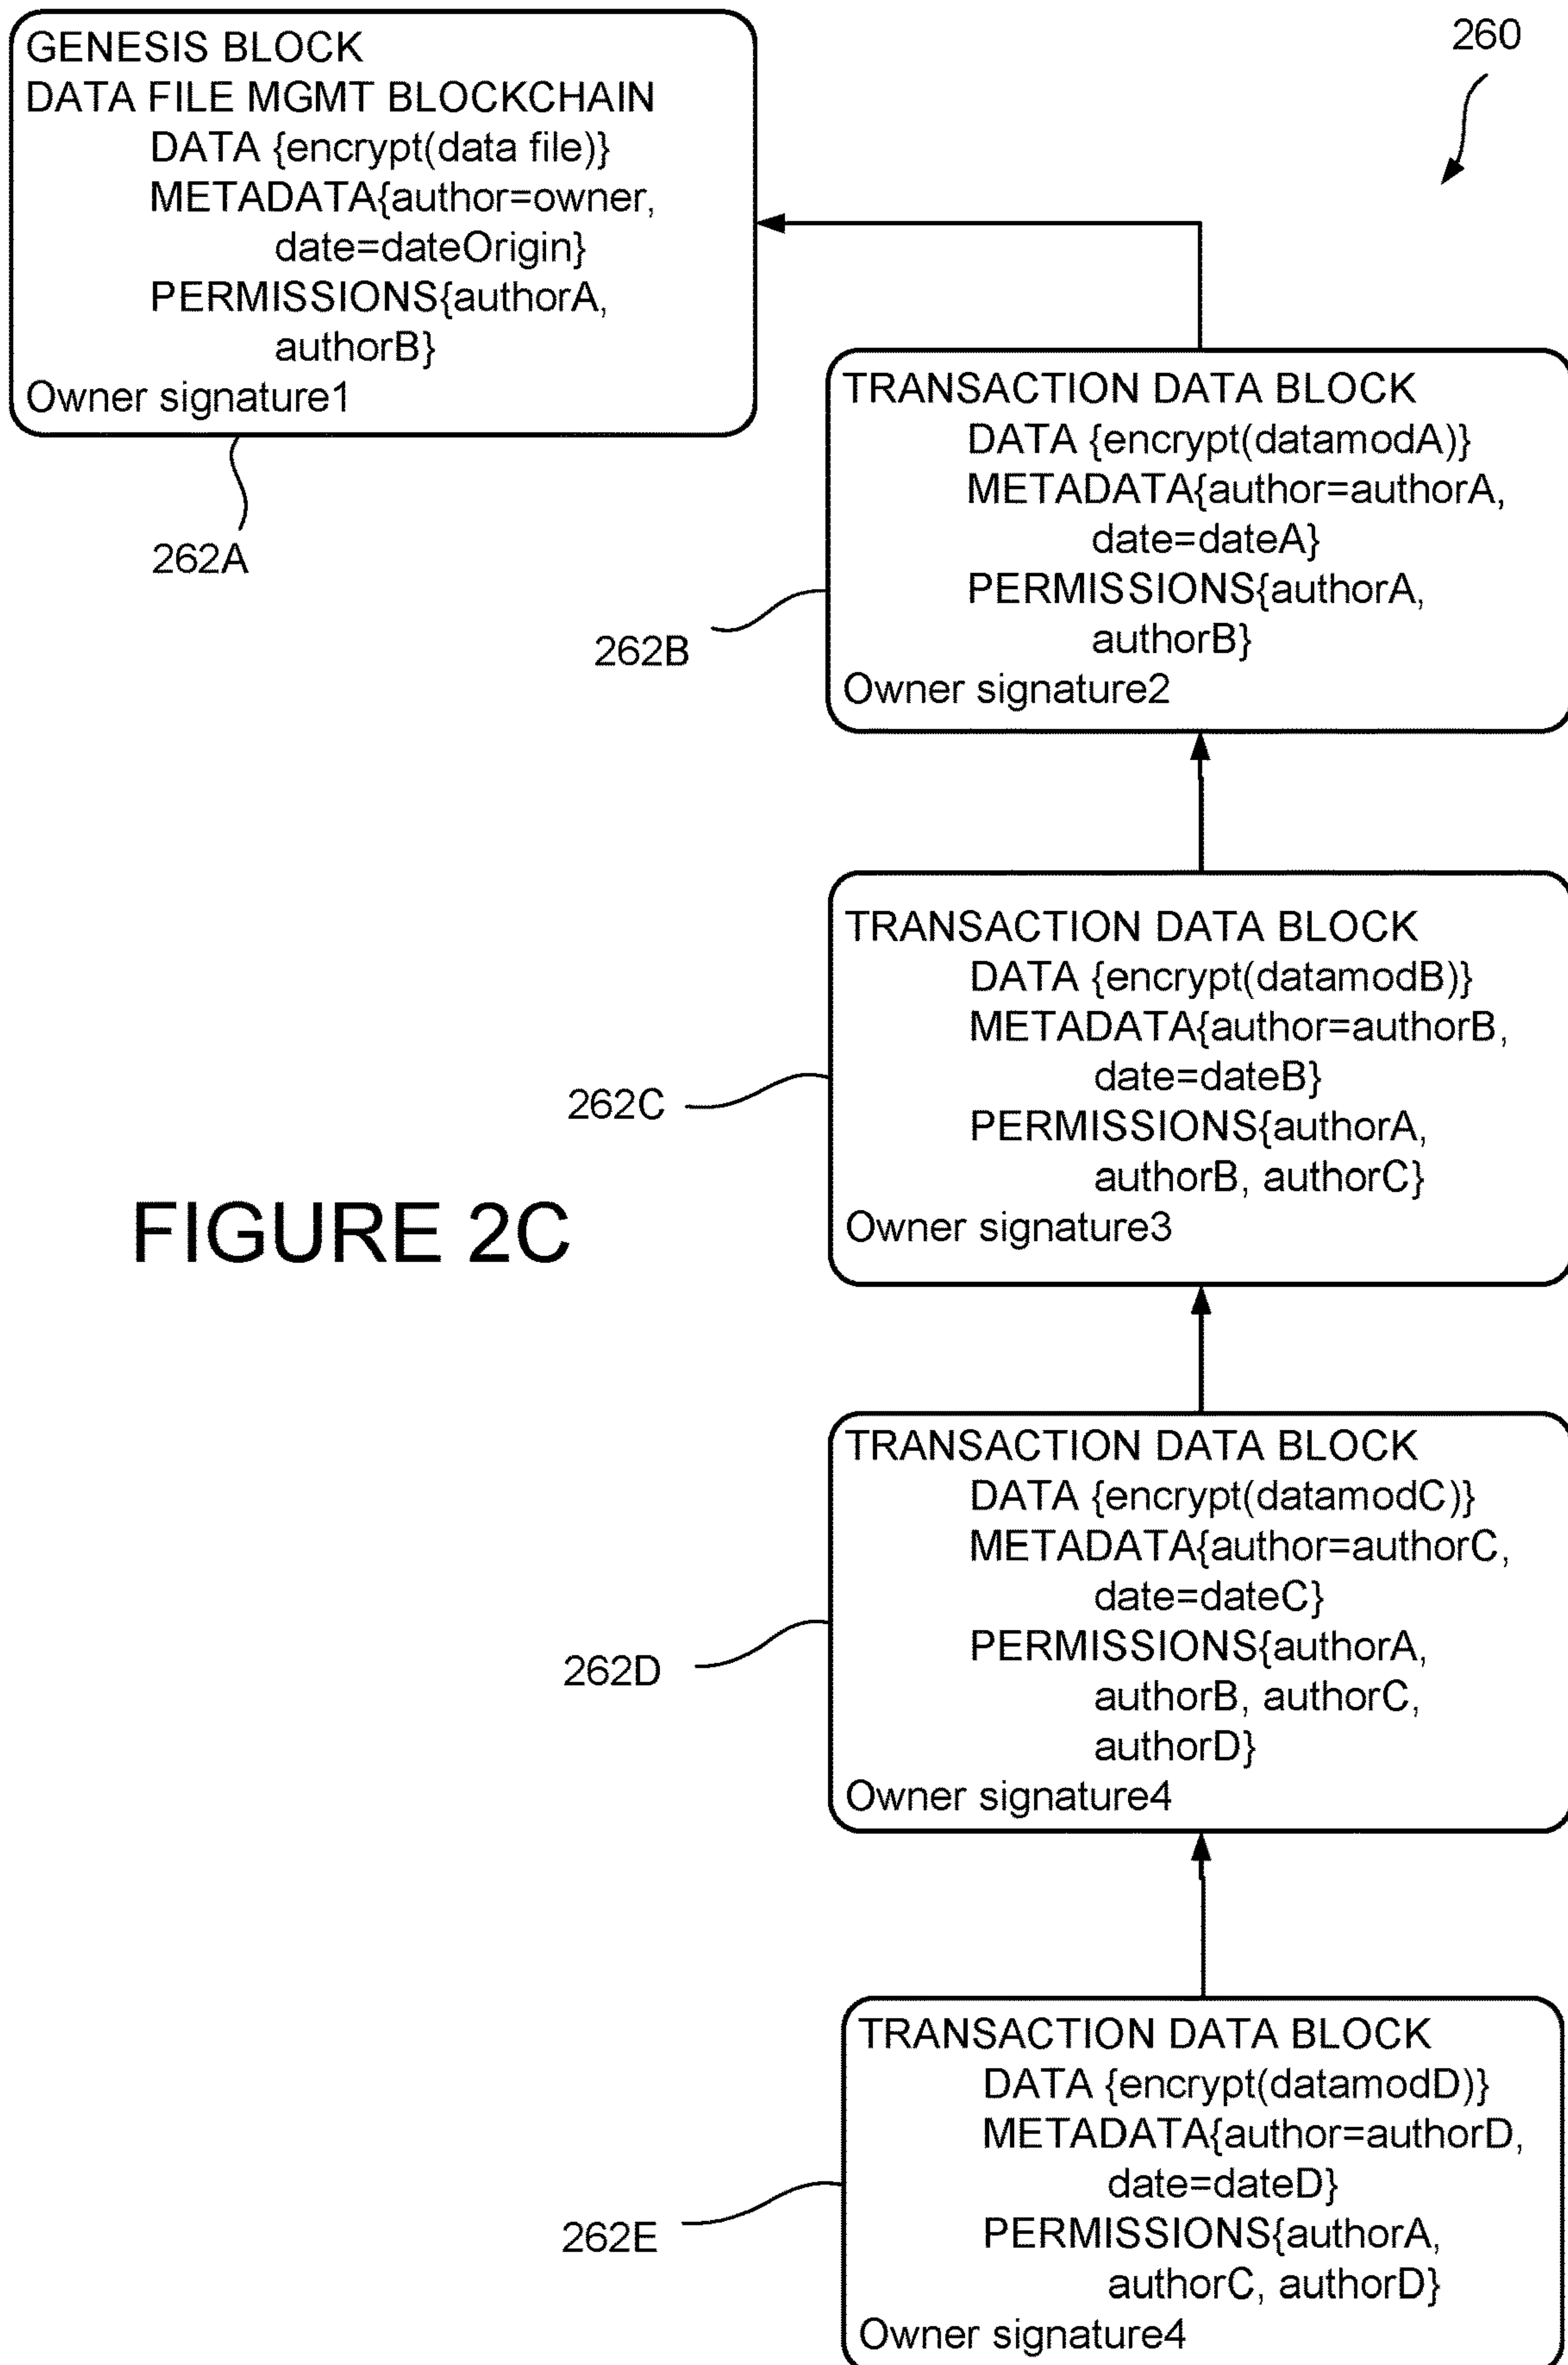 GENESIS BLOCK
DATA FILE MGMT BLOCKCHAIN
DATA {encrypt(data file)}
METADATA{author=owner,
date=dateOrigin}
PERMISSIONS{authorA,
authorB}
Owner signature1
262A
260
TRANSACTION DATA BLOCK
DATA {encrypt(datamodA)}
METADATA{author=authorA,
date=dateA}
PERMISSIONS{authorA,
authorB}
Owner signature2
262B
TRANSACTION DATA BLOCK
DATA {encrypt(datamodB)}
METADATA{author=authorB,
date=dateB}
PERMISSIONS{authorA,
authorB, authorC}
Owner signature3
262C
FIGURE 2C
TRANSACTION DATA BLOCK
DATA {encrypt(datamodC)}
METADATA{author=authorC,
date=dateC}
PERMISSIONS{authorA,
authorB, authorC,
authorD}
Owner signature4
262D
TRANSACTION DATA BLOCK
DATA {encrypt(datamodD)}
METADATA{author=authorD,
date=dateD}
PERMISSIONS{authorA,
authorC, authorD}
Owner signature4
262E